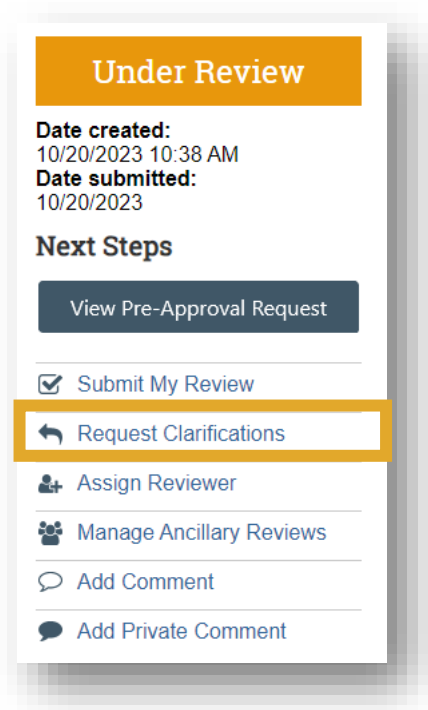 Under Review
Date created:
10/20/2023 10:38 AM
Date submitted:
10/20/2023
Next Steps
View Pre-Approval Request
Submit My Review
Request Clarifications
Assign Reviewer
Manage Ancillary Reviews
Add Comment
Add Private Comment